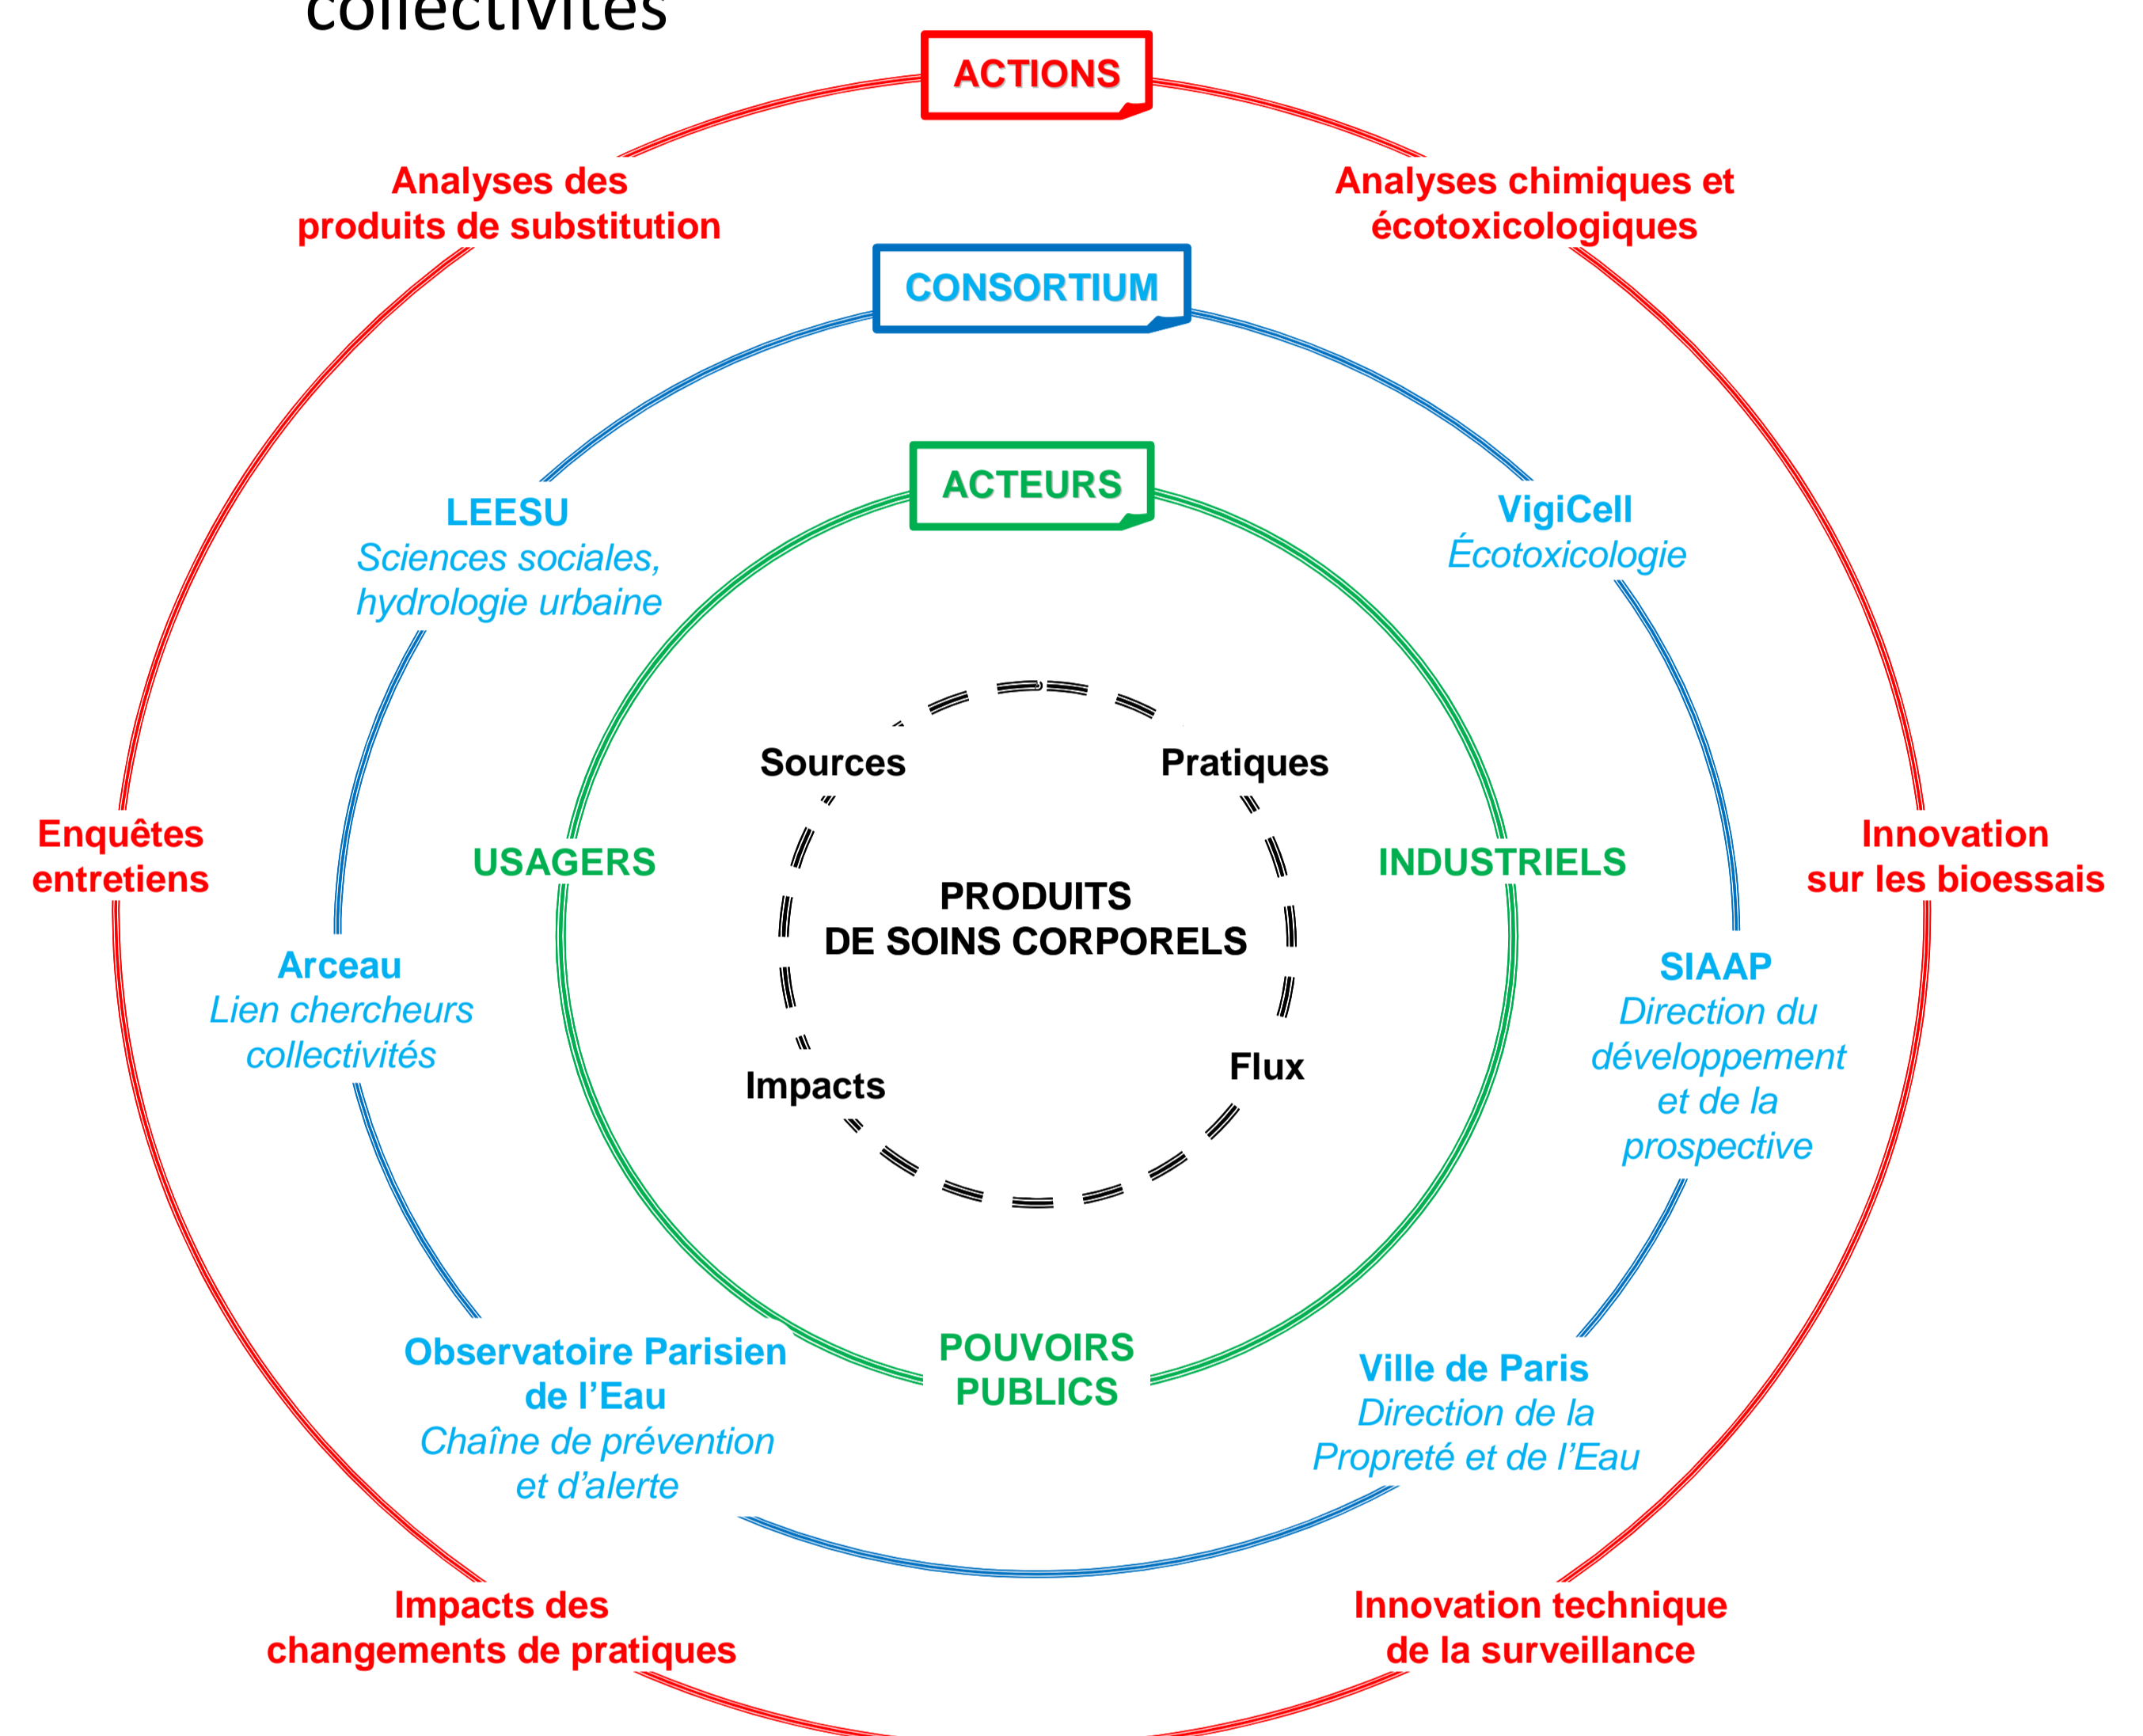 collectivités
ACTIONS
Analyses des
produits de substitution
Analyses chimiques et
écotoxicologiques
CONSORTIUM
ACTEURS
LEESU
Sciences sociales,
hydrologie urbaine
VigiCell
Écotoxicologie
Sources
Pratiques
Enquêtes
entretiens
USAGERS
INDUSTRIELS
Innovation
sur les bioessais
PRODUITS
DE SOINS CORPORELS
Arceau
Lien chercheurs
collectivités
SIAAP
Direction du
développement
et de la
prospective
Impacts
Flux
Observatoire Parisien
de l’Eau
Chaîne de prévention
et d’alerte
POUVOIRS
PUBLICS
Ville de Paris
Direction de la
Propreté et de l’Eau
Impacts des
changements de pratiques
Innovation technique
de la surveillance